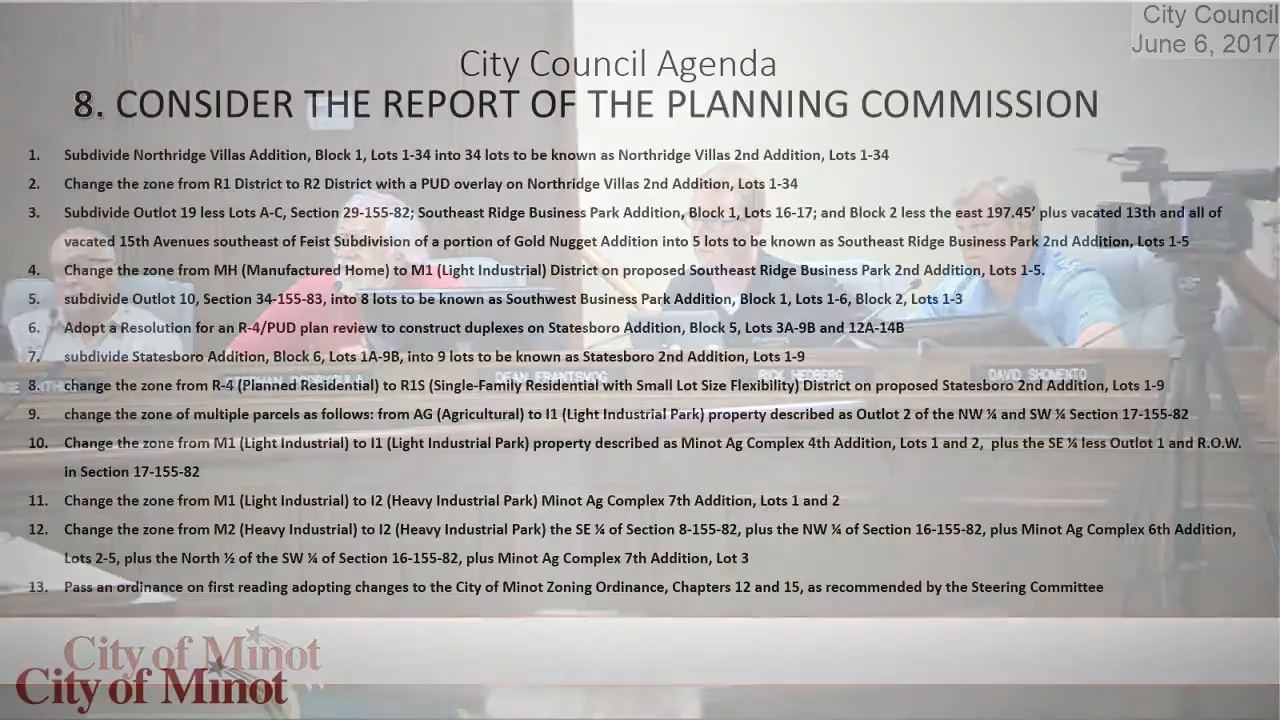 City Council
June 6, 2017
City Council Agenda
8. CONSIDER THE REPORT OF THE PLANNING COMMISSION
1. Subdivide Northridge Villas Addition, Block 1, Lots 1-34 into 34 lots to be known as Northridge Villas 2nd Addition, Lots 1-34
2. Change the zone from R1 District to R2 District with a PUD overlay on Northridge Villas 2nd Addition, Lots 1-34
3. Subdivide Outlot 19 less Lots A-C, Section 29-155-82; Southeast Ridge Business Park Addition, Block 1, Lots 16-17; and Block 2 less the east 197.45' plus vacated 13th and all of
vacated 15th Avenues southeast of Feist Subdivision of a portion of Gold Nugget Addition into 5 lots to be known as Southeast Ridge Business Park 2nd Addition, Lots 1-5
4. Change the zone from MH (Manufactured Home) to M1 (Light Industrial) District on proposed Southeast Ridge Business Park 2nd Addition, Lots 1-5.
5. subdivide Outlot 10, Section 34-155-83, into 8 lots to be known as Southwest Business Park Addition, Block 1, Lots 1-6, Block 2, Lots 1-3
6. Adopt a Resolution for an R-4/PUD plan review to construct duplexes on Statesboro Addition, Block 5, Lots 3A-9B and 12A-14B
7. subdivide Statesboro Addition, Block 6, Lots 1A-9B, into 9 lots to be known as Statesboro 2nd Addition, Lots 1-9
DEAN FRANTSVOG RICK HEDBERG DAVID SHOMENTO
8. change the zone from R-4 (Planned Residential) to R1S (Single-Family Residential with Small Lot Size Flexibility) District on proposed Statesboro 2nd Addition, Lots 1-9
9. change the zone of multiple parcels as follows: from AG (Agricultural) to I1 (Light Industrial Park) property described as Outlot 2 of the NW ¼ and SW ¼ Section 17-155-82
10. Change the zone from M1 (Light Industrial) to I1 (Light Industrial Park) property described as Minot Ag Complex 4th Addition, Lots 1 and 2, plus the SE ¼ less Outlot 1 and R.O.W.
in Section 17-155-82
11. Change the zone from M1 (Light Industrial) to I2 (Heavy Industrial Park) Minot Ag Complex 7th Addition, Lots 1 and 2
12. Change the zone from M2 (Heavy Industrial) to I2 (Heavy Industrial Park) the SE ¼ of Section 8-155-82, plus the NW ¼ of Section 16-155-82, plus Minot Ag Complex 6th Addition,
Lots 2-5, plus the North ½ of the SW ¼ of Section 16-155-82, plus Minot Ag Complex 7th Addition, Lot 3
13. Pass an ordinance on first reading adopting changes to the City of Minot Zoning Ordinance, Chapters 12 and 15, as recommended by the Steering Committee
City of Minot
City of Minot